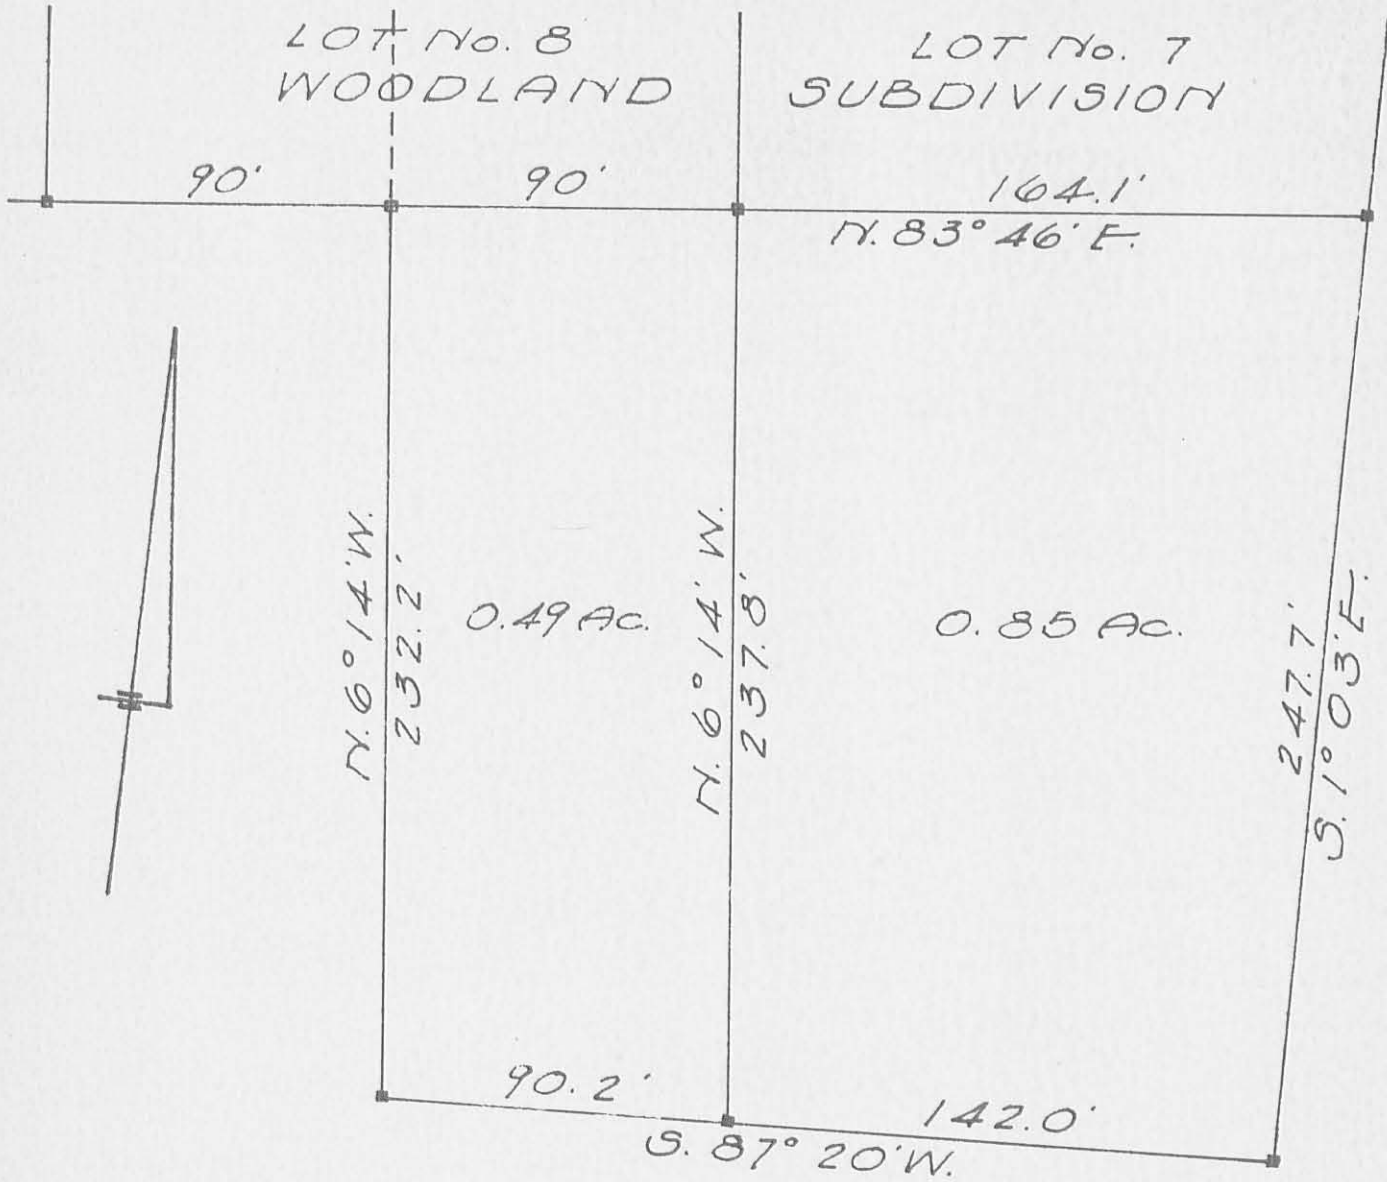 LOT No. 8
WOODLAND
LOT No. 7
SUBDIVISION
90'
90'
164.1'
N. 83° 46' E.
N. 6° 14' W.
232.2'
0.49 Ac.
N. 6° 14' W.
237.8'
0.85 Ac.
247.7'
S. 1° 03' E.
90.2'
142.0'
S. 87° 20' W.